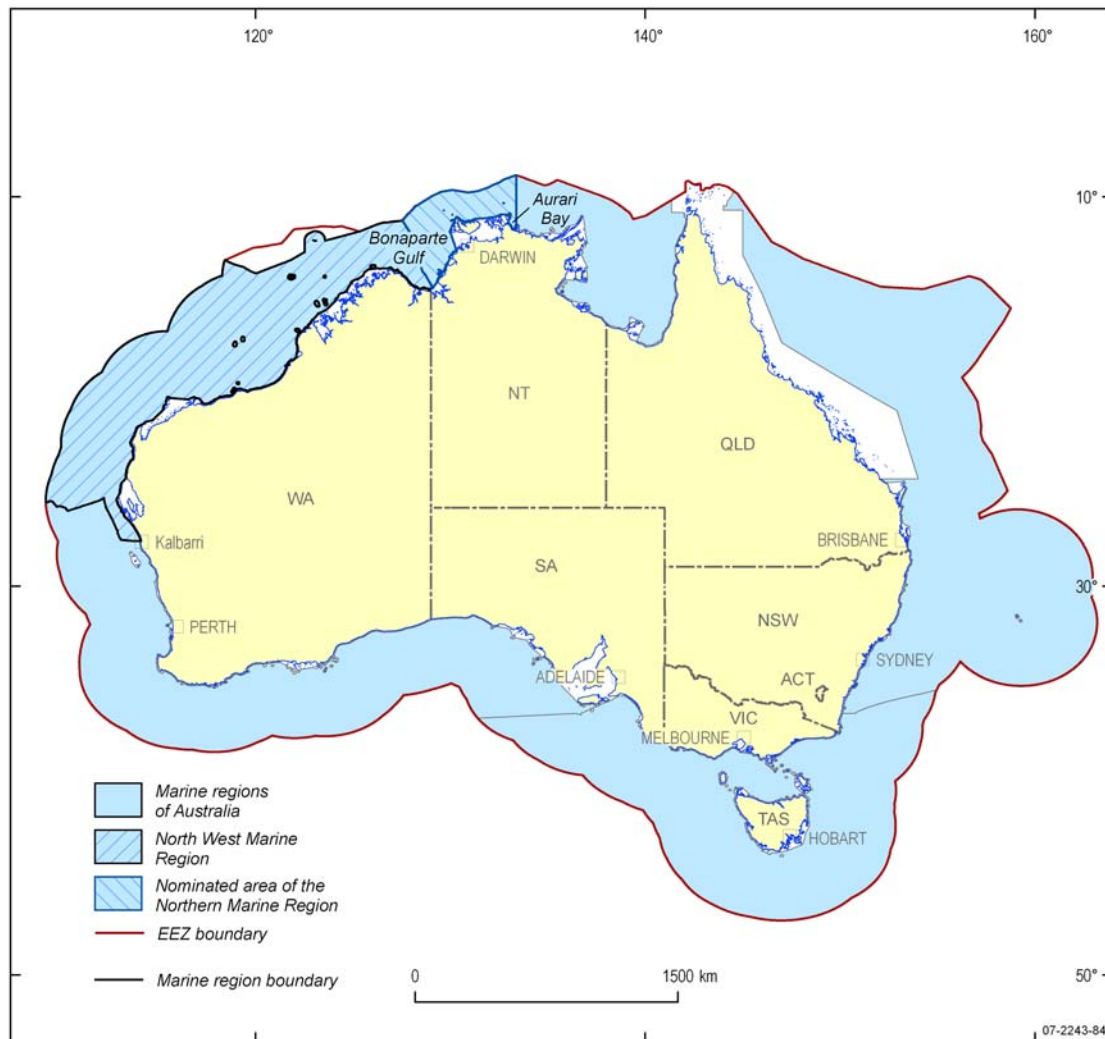 120°
140°
160°
10°
Aurari
Bay
Bonaparte
Gulf
DARWIN
NT
QLD
WA
Kalbarri
BRISBANE
SA
30°
NSW
PERTH
SYDNEY
ADELAIDE
ACT
VIC
MELBOURNE
TAS
HOBART
Marine regions
of Australia
North West Marine
Region
Nominated area of the
Northern Marine Region
EEZ boundary
Marine region boundary
0
1500 km
50°
07-2243-84